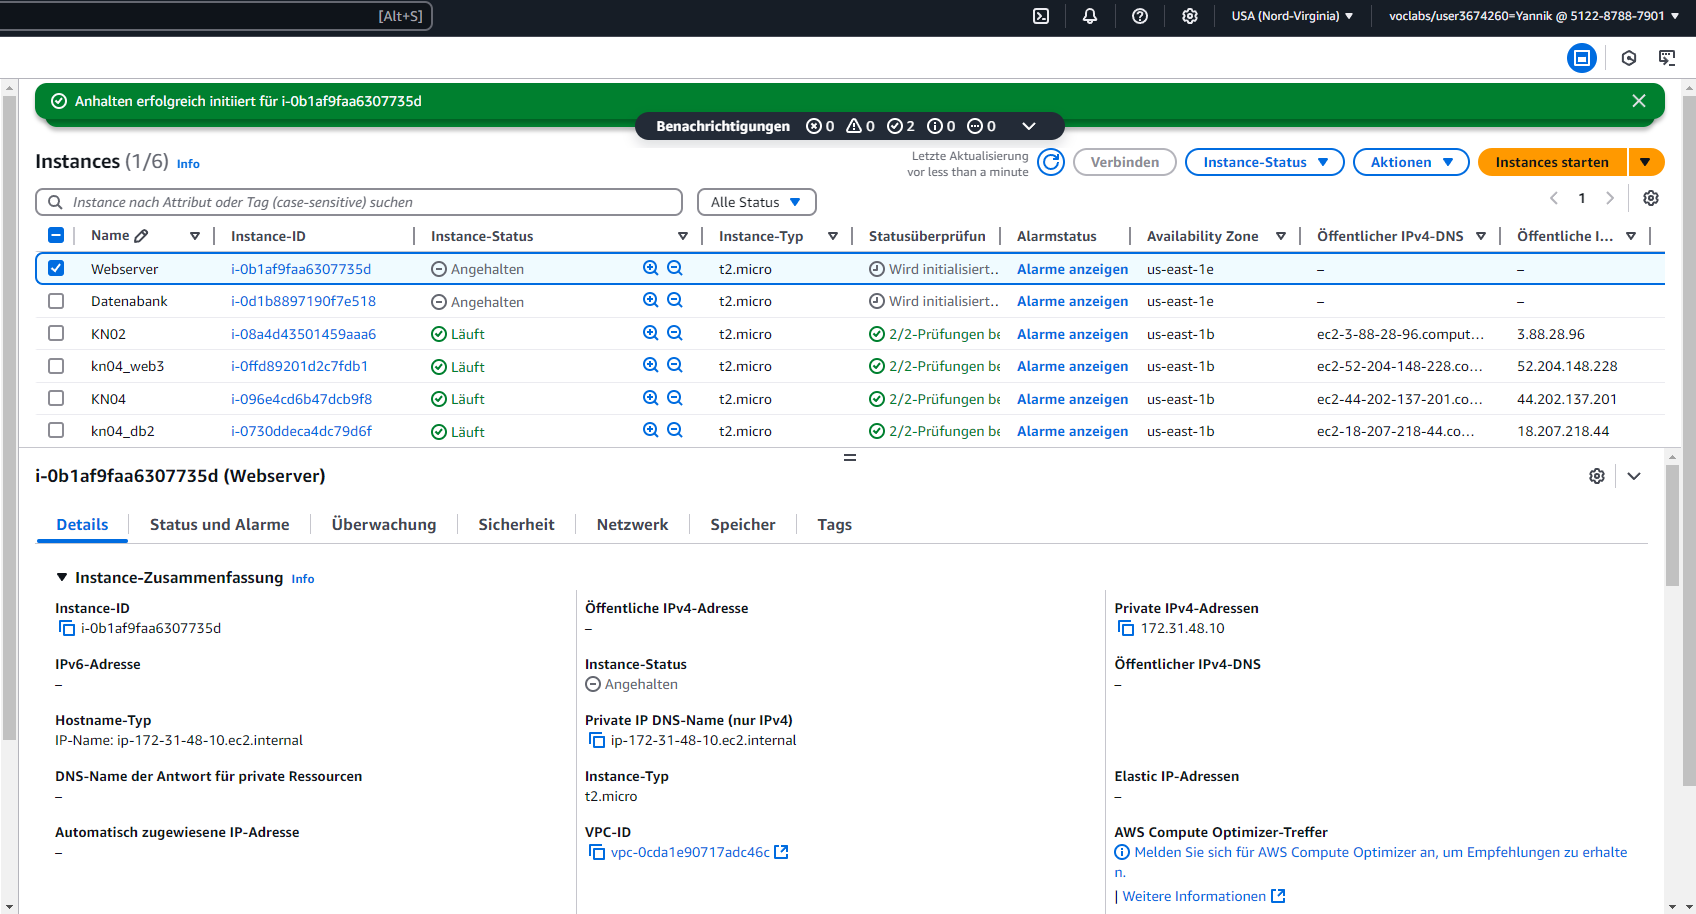 [Alt+S]
USA (Nord-Virginia)
voclabs/user3674260=Yannik @ 5122-8788-7901
Anhalten erfolgreich initiiert für i-0b1af9faa6307735d
Benachrichtigungen 0 0 2 0 0
Instances (1/6) Info
Letzte Aktualisierung
vor less than a minute
Verbinden
Instance-Status
Aktionen
Instances starten
Instance nach Attribut oder Tag (case-sensitive) suchen
Alle Status
1
Name Instance-ID Instance-Status Instance-Typ Statusüberprüfun Alarmstatus Availability Zone Öffentlicher IPv4-DNS Öffentliche I...
Webserver i-0b1af9faa6307735d Angehalten t2.micro Wird initialisiert.. Alarme anzeigen us-east-1e – –
Datenabank i-0d1b8897190f7e518 Angehalten t2.micro Wird initialisiert.. Alarme anzeigen us-east-1e – –
KN02 i-08a4d43501459aaa6 Läuft t2.micro 2/2-Prüfungen be Alarme anzeigen us-east-1b ec2-3-88-28-96.comput... 3.88.28.96
kn04_web3 i-0ffd89201d2c7fdb1 Läuft t2.micro 2/2-Prüfungen be Alarme anzeigen us-east-1b ec2-52-204-148-228.co... 52.204.148.228
KN04 i-096e4cd6b47dcb9f8 Läuft t2.micro 2/2-Prüfungen be Alarme anzeigen us-east-1b ec2-44-202-137-201.co... 44.202.137.201
kn04_db2 i-0730ddeca4dc79d6f Läuft t2.micro 2/2-Prüfungen be Alarme anzeigen us-east-1b ec2-18-207-218-44.co... 18.207.218.44
i-0b1af9faa6307735d (Webserver)
Details Status und Alarme Überwachung Sicherheit Netzwerk Speicher Tags
Instance-Zusammenfassung Info
Instance-ID
i-0b1af9faa6307735d
Öffentliche IPv4-Adresse
–
Private IPv4-Adressen
172.31.48.10
IPv6-Adresse
–
Instance-Status
Angehalten
Öffentlicher IPv4-DNS
–
Hostname-Typ
IP-Name: ip-172-31-48-10.ec2.internal
Private IP DNS-Name (nur IPv4)
ip-172-31-48-10.ec2.internal
DNS-Name der Antwort für private Ressourcen
–
Instance-Typ
t2.micro
Elastic IP-Adressen
–
Automatisch zugewiesene IP-Adresse
–
VPC-ID
vpc-0cda1e90717adc46c
AWS Compute Optimizer-Treffer
Melden Sie sich für AWS Compute Optimizer an, um Empfehlungen zu erhalte
n.
| Weitere Informationen